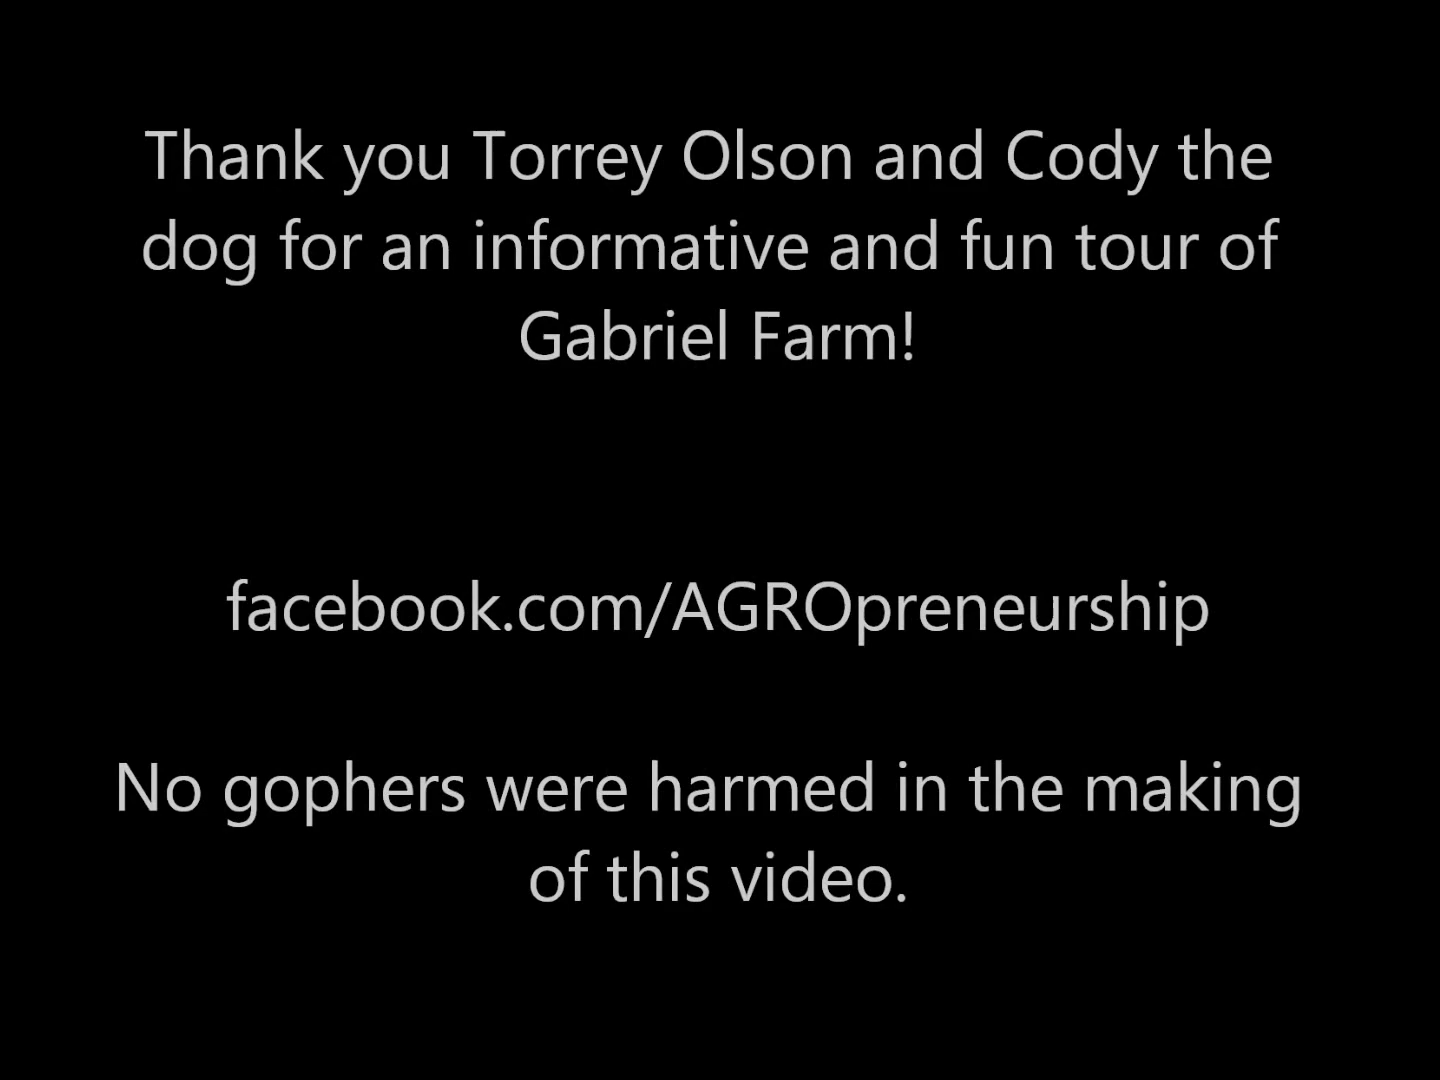 Thank you Torrey Olson and Cody the
dog for an informative and fun tour of
Gabriel Farm!
facebook.com/AGROpreneurship
No gophers were harmed in the making
of this video.